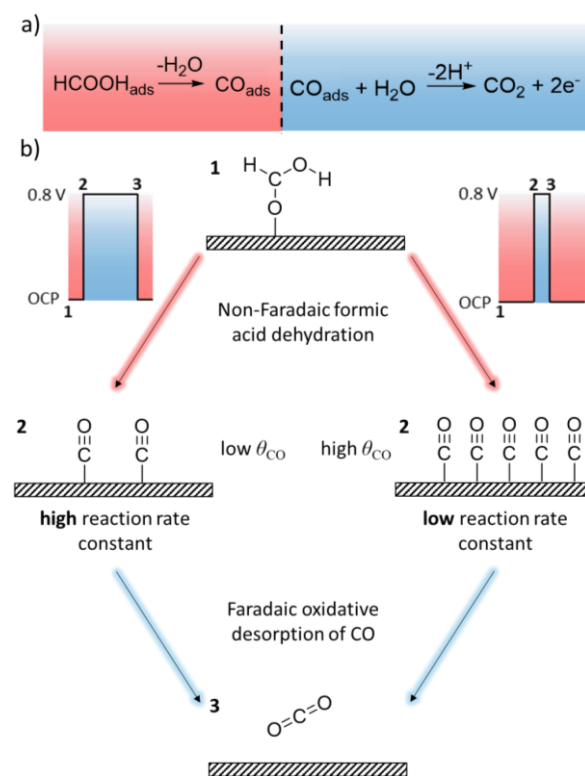 a)
HCOOHads -H2O COads
COads + H2O -2H+ CO2 + 2e-
b)
1
H C O H
O
0.8 V 2 3
OCP
1
0.8 V 2 3
OCP
1
Non-Faradaic formic
acid dehydration
2
O O
C C
low θCO
high θCO
2
O O O O O
C C C C C
high reaction rate
constant
low reaction rate
constant
Faradaic oxidative
desorption of CO
3
O=C=O